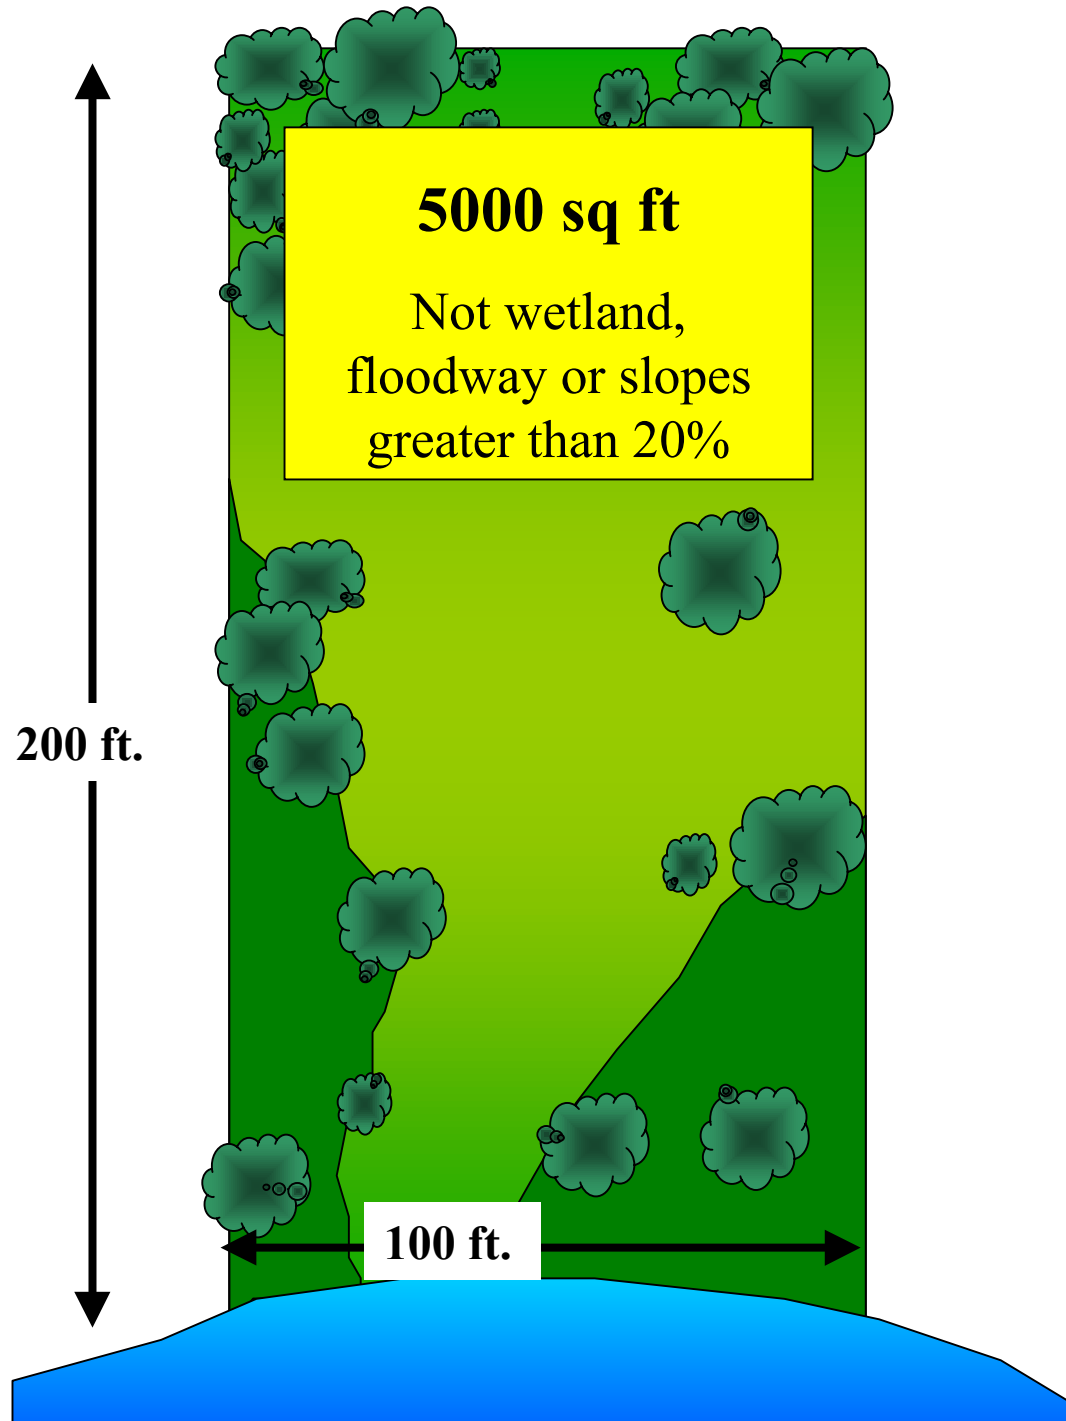 5000 sq ft
Not wetland,
floodway or slopes
greater than 20%
200 ft.
100 ft.